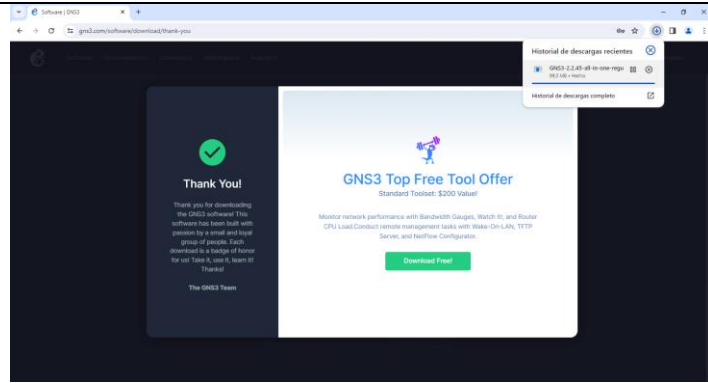 Software | GNS3
gns3.com/software/download/thank-you
Historial de descargas recientes
GNS3-2.2.45-all-in-one-regu
Historial de descargas completo
Thank You!
Thank you for downloading
the GNS3 software! This
software has been built with
passion by a small and loyal
group of people. Each
download is a badge of honor
for us! Take it, use it, learn it!
Thanks!
The GNS3 Team
GNS3 Top Free Tool Offer
Standard Toolset: $200 Value!
Monitor network performance with Bandwidth Gauges, Watch It!, and Router
CPU Load.Conduct remote management tasks with Wake-On-LAN, TFTP
Server, and NetFlow Configurator.
Download Free!